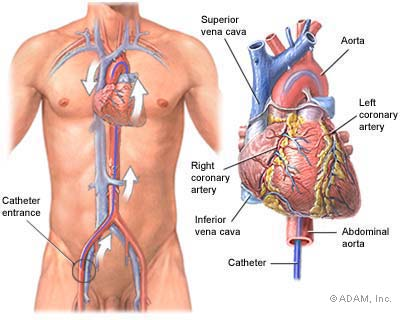 Superior
vena cava
Aorta
Left
coronary
artery
Right
coronary
artery
Catheter
entrance
Inferior
vena cava
Abdominal
aorta
Catheter
© ADAM, Inc.